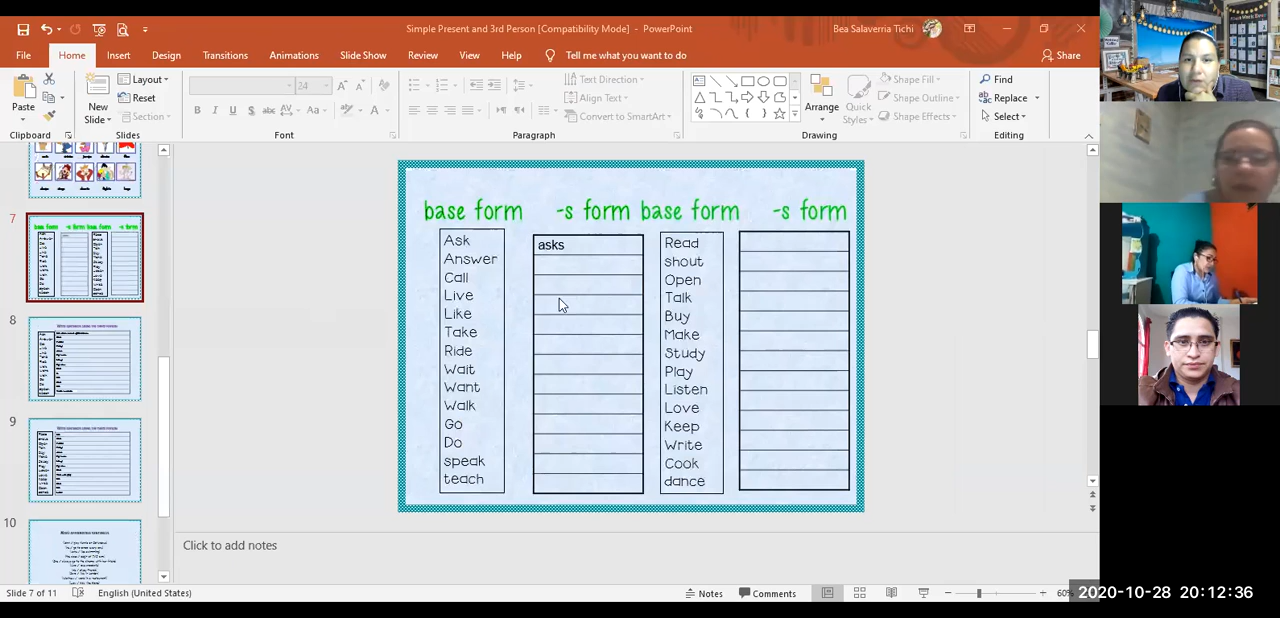 Simple Present and 3rd Person [Compatibility Mode] - PowerPoint
Bea Salaverria Tichi
File Home Insert Design Transitions Animations Slide Show Review View Help Tell me what you want to do
Share
Paste
Clipboard
New
Slide
Layout
Reset
Section
Slides
24
B I U S abc AV Aa
Font
Text Direction
Align Text
Convert to SmartArt
Paragraph
Arrange
Quick
Styles
Shape Fill
Shape Outline
Shape Effects
Drawing
Find
Replace
Select
Editing
7
8
9
10
base form
-s form
base form
-s form
Ask
Answer
Call
Live
Like
Take
Ride
Wait
Want
Walk
Go
Do
speak
teach
asks
Read
shout
Open
Talk
Buy
Make
Study
Play
Listen
Love
Keep
Write
Cook
dance
Click to add notes
Slide 7 of 11
English (United States)
Notes
Comments
60%
2020-10-28 20:12:36